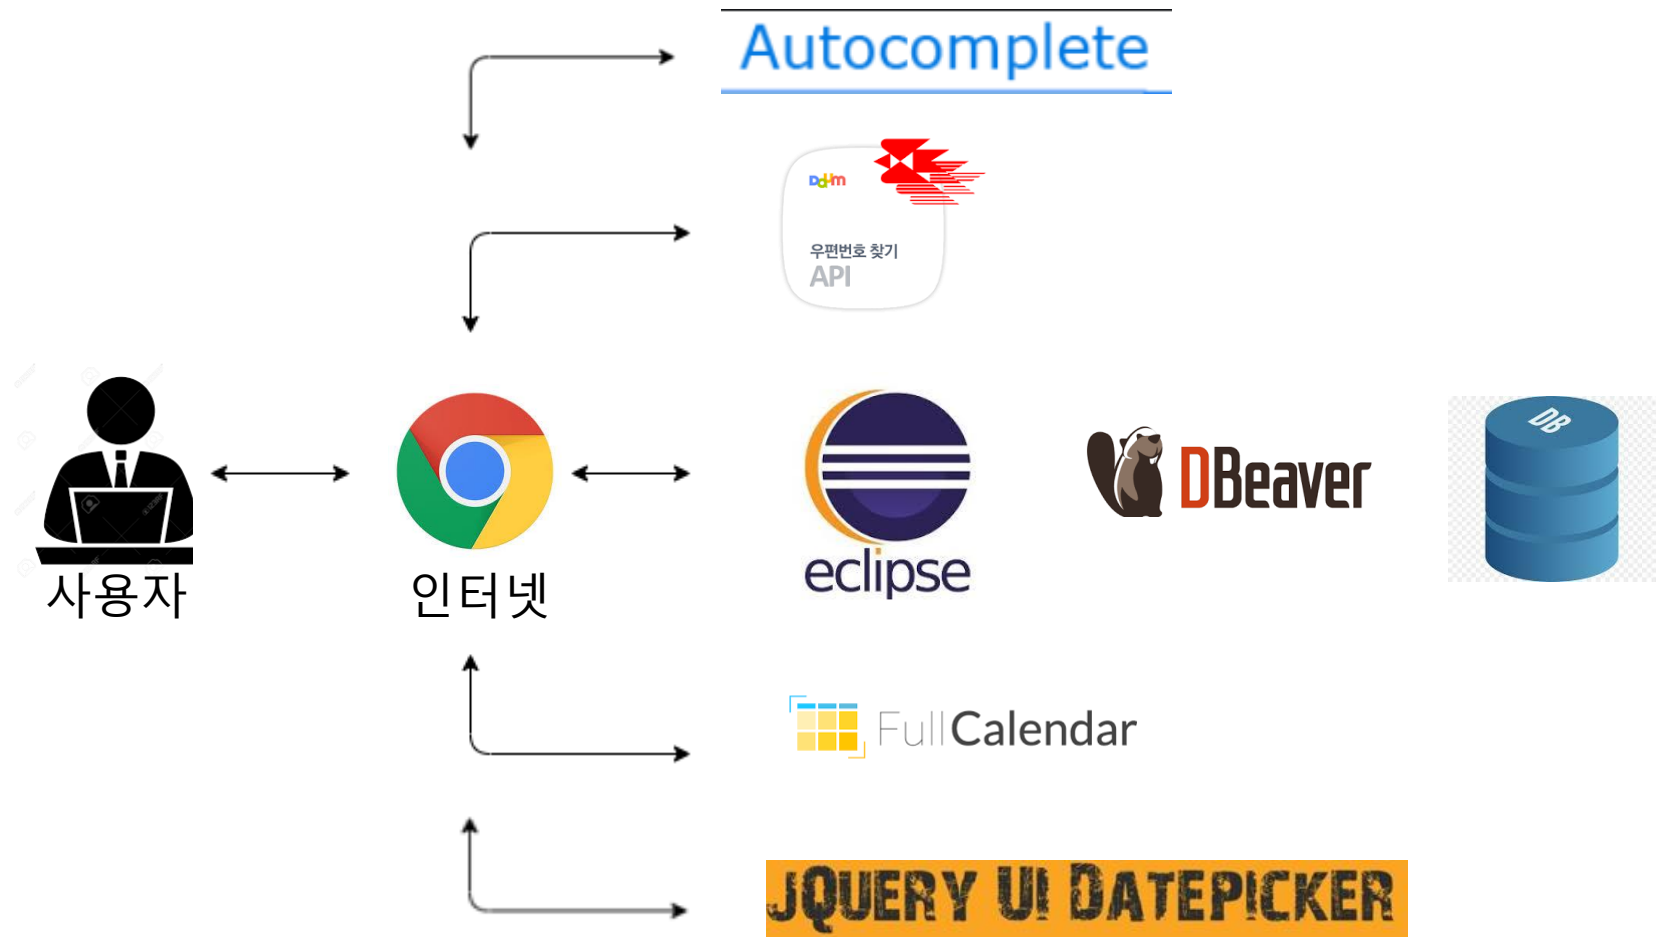 Autocomplete
Daum
우편번호 찾기
API
사용자
인터넷
eclipse
DBeaver
DB
FullCalendar
jQuery UI Datepicker